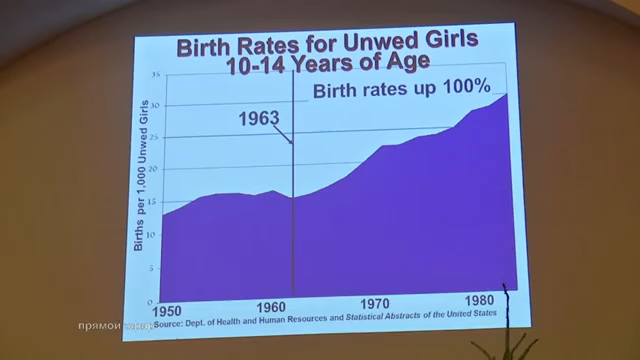 Birth Rates for Unwed Girls
10-14 Years of Age
Birth rates up 100%
1963
Births per 1,000 Unwed Girls
35
30
25
20
15
10
5
0
1950
1960
1970
1980
прямой
Source: Dept. of Health and Human Resources and Statistical Abstracts of the United States